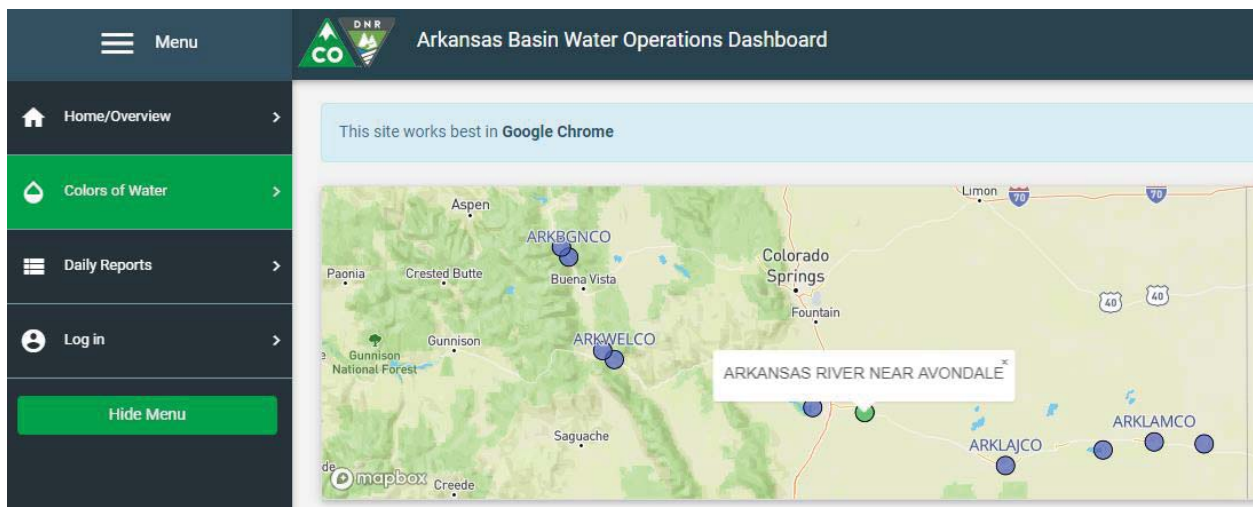 Menu
DNR
CO
Arkansas Basin Water Operations Dashboard
Home/Overview
Colors of Water
Daily Reports
Log in
Hide Menu
This site works best in Google Chrome
Limon
70
70
Aspen
ARKBGNCO
Colorado
Springs
Paonia
Crested Butte
Buena Vista
40
40
Fountain
Gunnison
ARKWELCO
Gunnison
National Forest
ARKANSAS RIVER NEAR AVONDALE
x
Saguache
ARKLAJCO
ARKLAMCO
de
mapbox
Creede